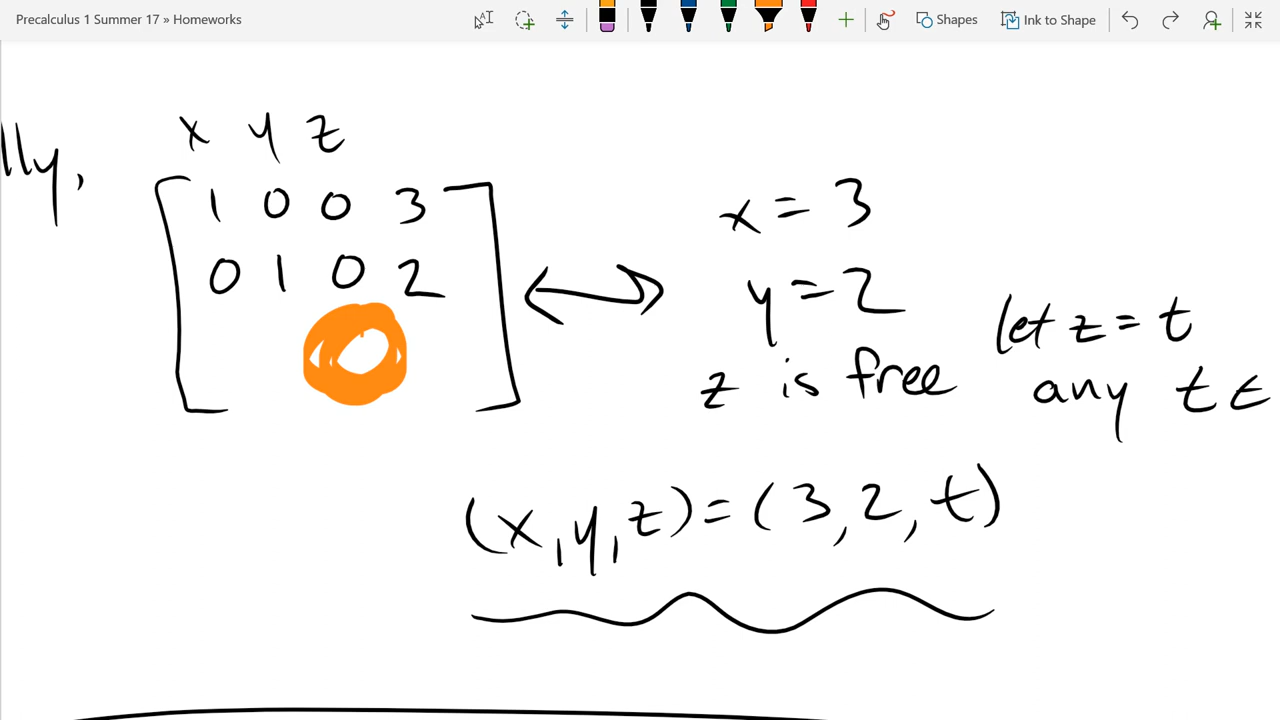 Precalculus 1 Summer 17 » Homeworks
Shapes
Ink to Shape
lly,
x y z
1 0 0 3
0 1 0 2
x = 3
y = 2
z is free
let z = t
any t ∈
(x, y, z) = (3, 2, t)